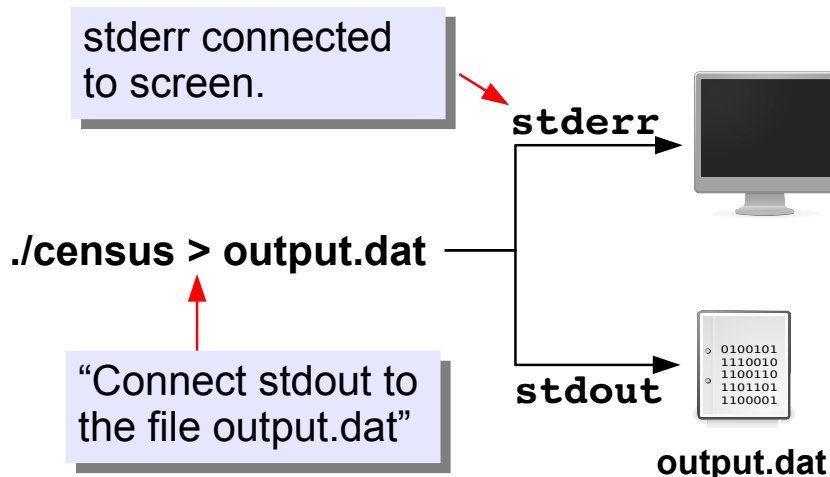 stderr connected
to screen.
stderr
./census > output.dat
“Connect stdout to
the file output.dat”
stdout
0100101
1110010
1100110
1101101
1100001
output.dat